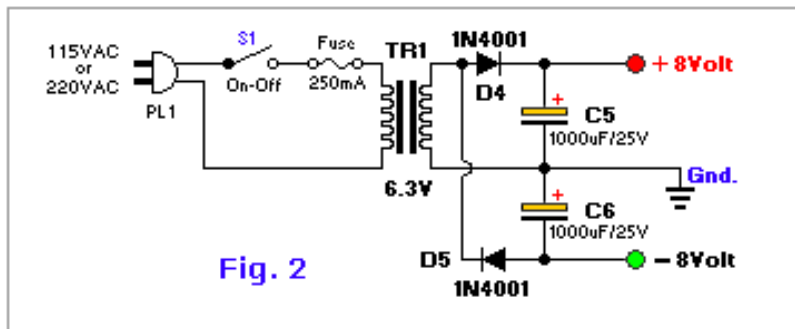 115VAC
or
220VAC
PL1
S1
On-Off
Fuse
250mA
TR1
6.3V
1N4001
D4
+8Volt
+
C5
1000uF/25V
Gnd.
+
C6
1000uF/25V
D5
1N4001
-8Volt
Fig. 2